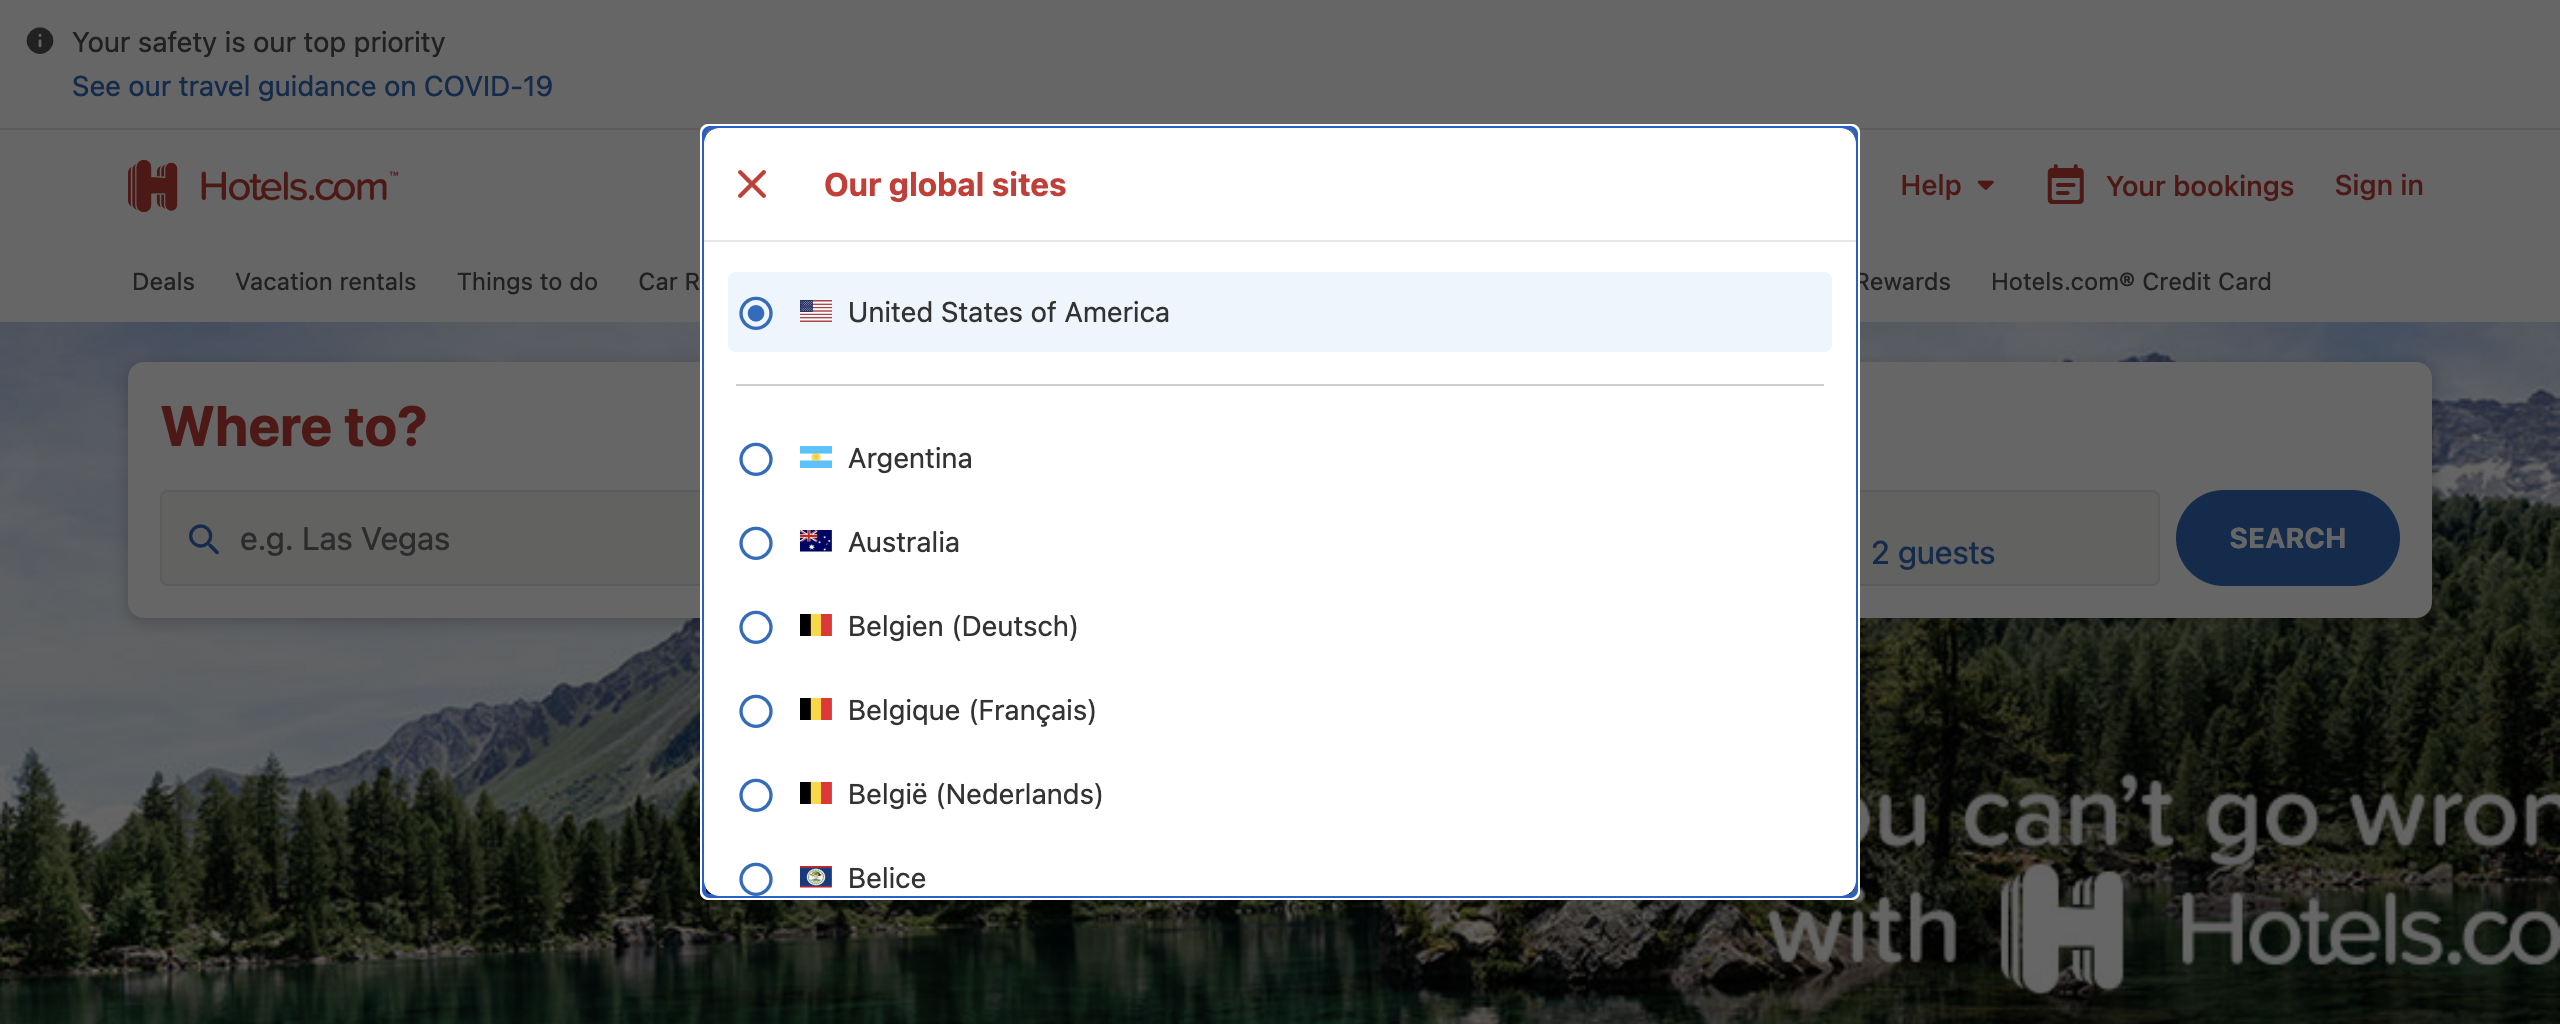 Your safety is our top priority
See our travel guidance on COVID-19
Hotels.com™
Help
Your bookings
Sign in
Deals
Vacation rentals
Things to do
Car R
Rewards
Hotels.com® Credit Card
Where to?
e.g. Las Vegas
2 guests
SEARCH
Our global sites
United States of America
Argentina
Australia
Belgien (Deutsch)
Belgique (Français)
België (Nederlands)
Belice
ou can't go wron
with Hotels.co